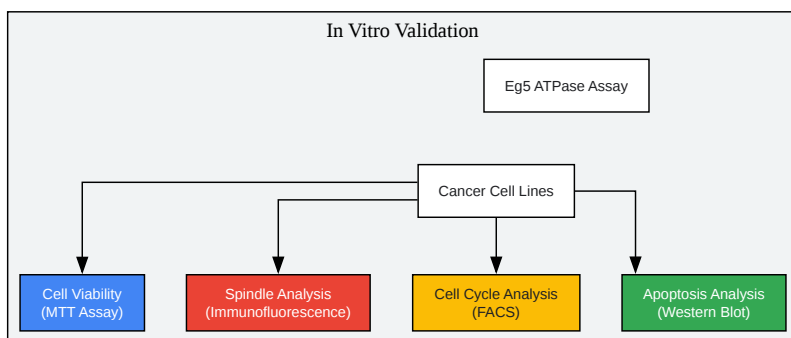 In Vitro Validation
Eg5 ATPase Assay
Cancer Cell Lines
Cell Viability
(MTT Assay)
Spindle Analysis
(Immunofluorescence)
Cell Cycle Analysis
(FACS)
Apoptosis Analysis
(Western Blot)